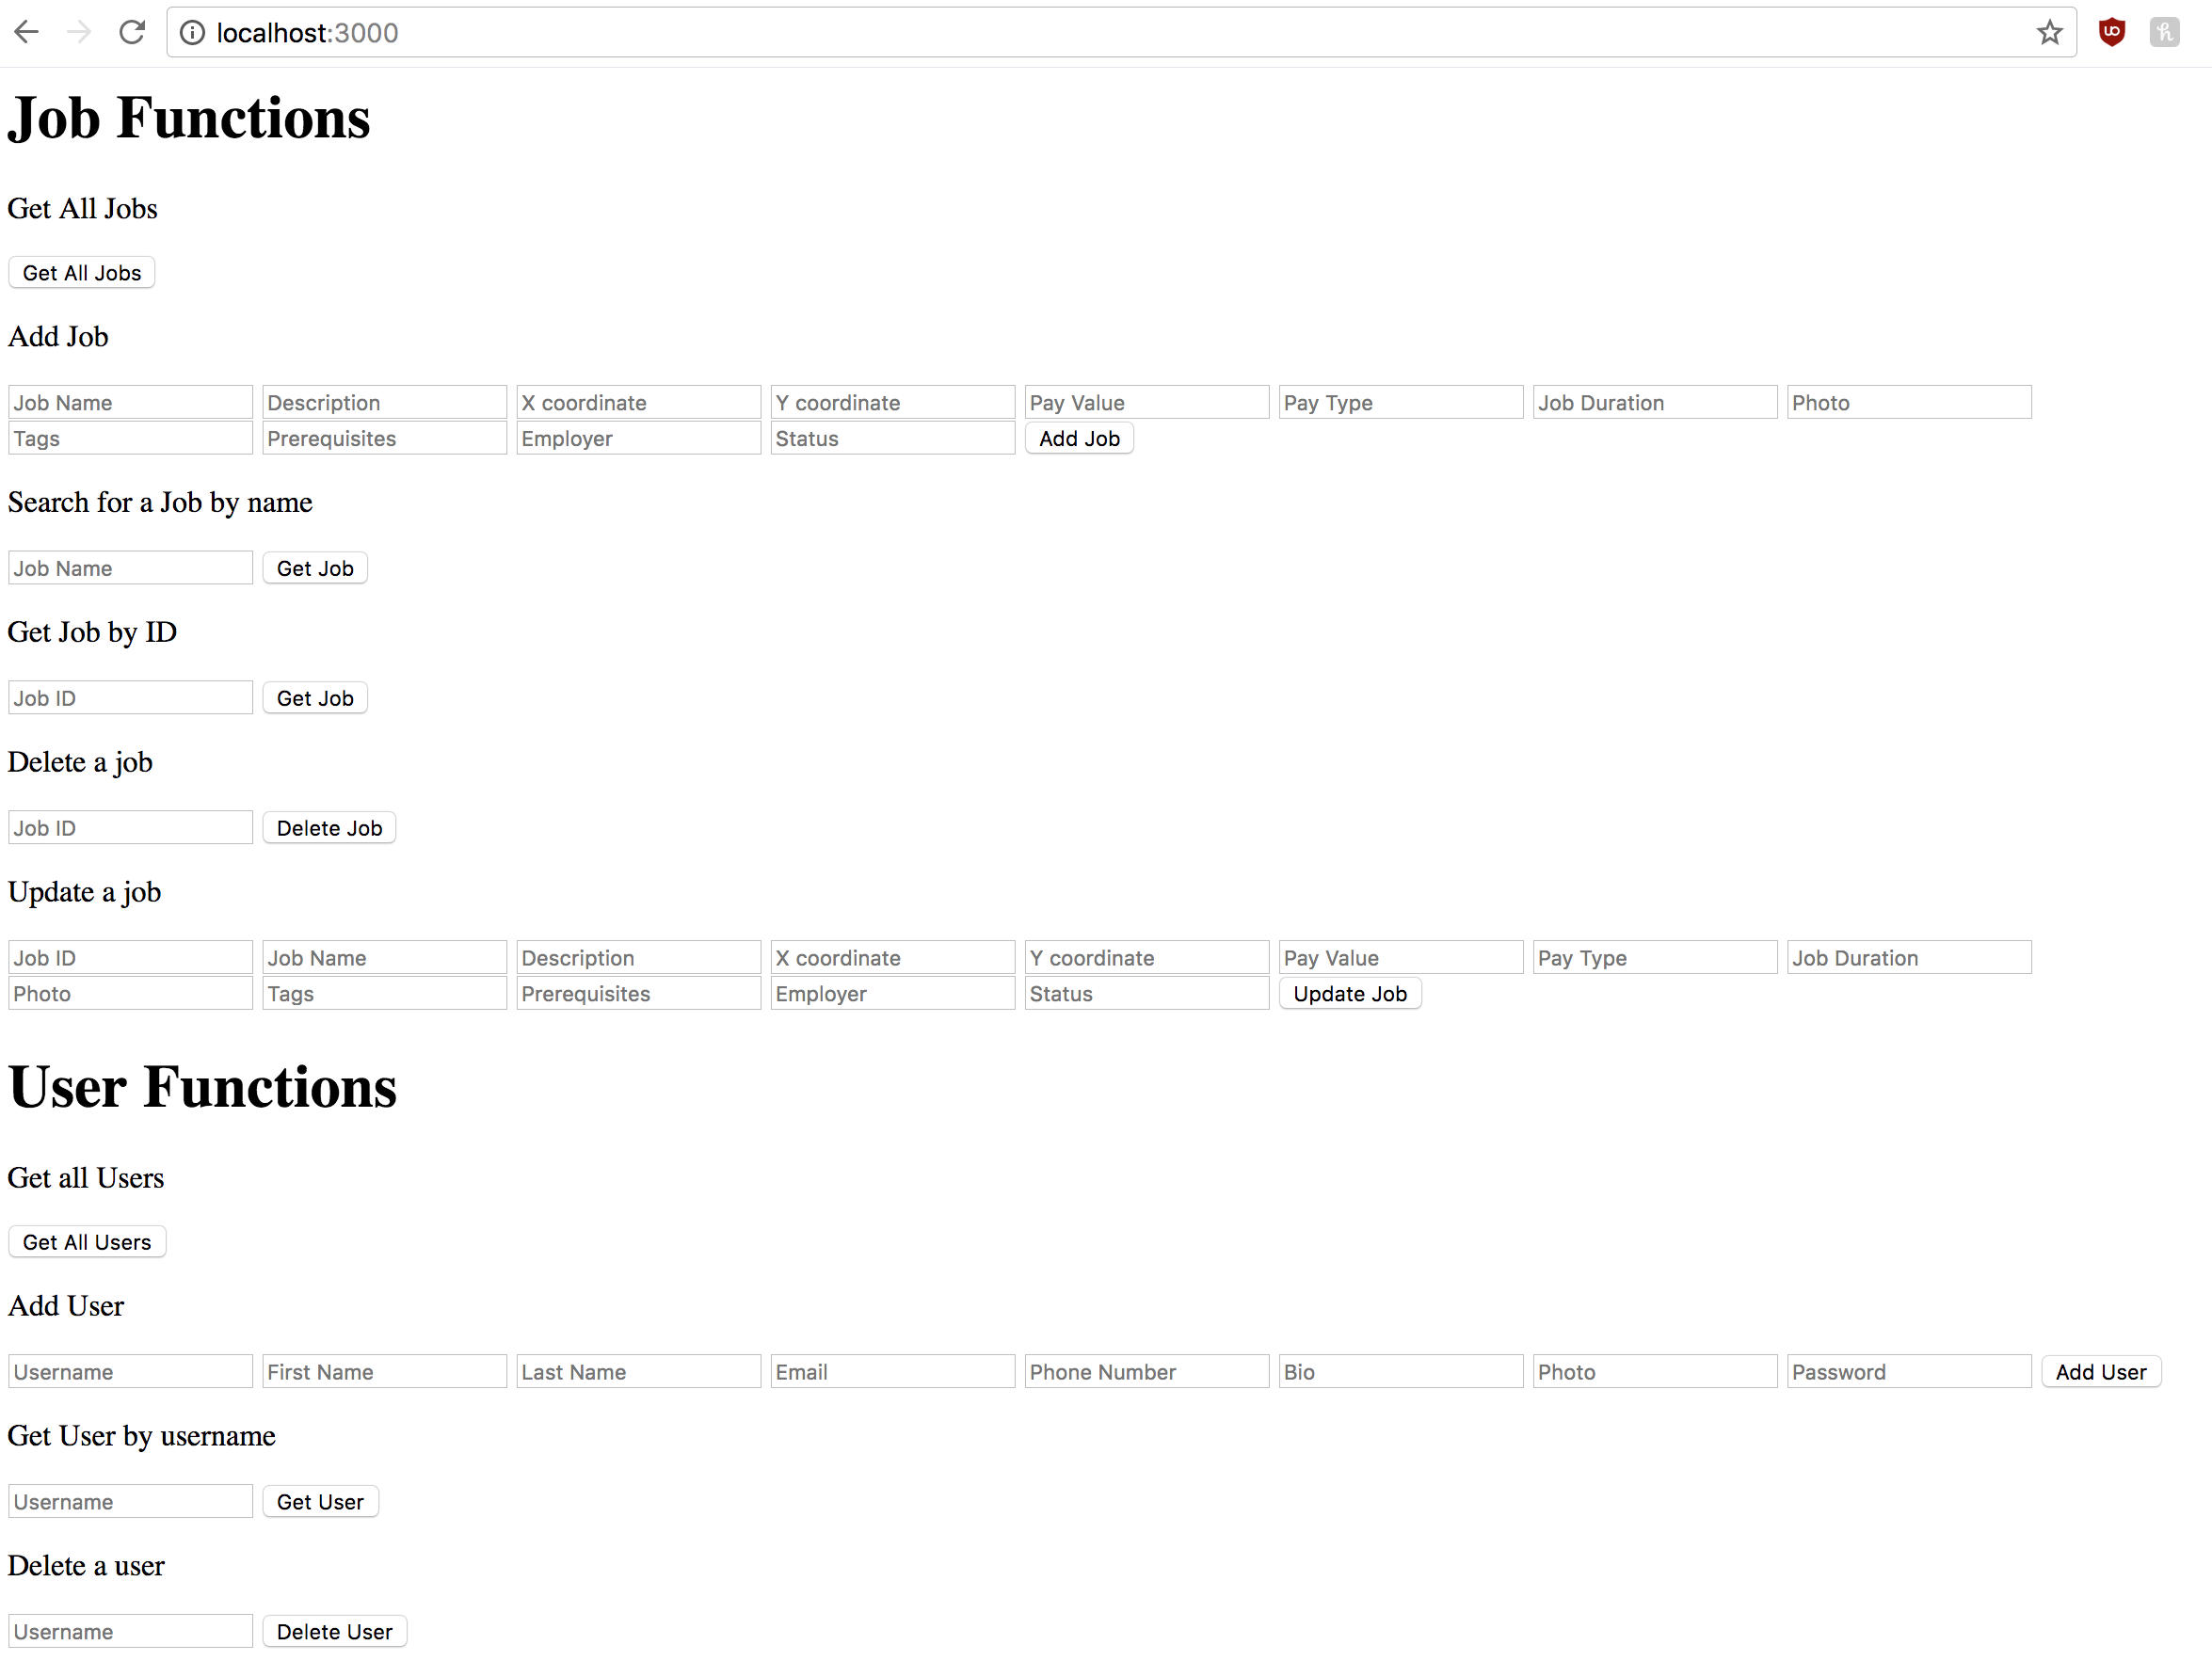 localhost:3000
Job Functions
Get All Jobs
Get All Jobs
Add Job
Job Name Description X coordinate Y coordinate Pay Value Pay Type Job Duration Photo
Tags Prerequisites Employer Status Add Job
Search for a Job by name
Job Name Get Job
Get Job by ID
Job ID Get Job
Delete a job
Job ID Delete Job
Update a job
Job ID Job Name Description X coordinate Y coordinate Pay Value Pay Type Job Duration
Photo Tags Prerequisites Employer Status Update Job
User Functions
Get all Users
Get All Users
Add User
Username First Name Last Name Email Phone Number Bio Photo Password Add User
Get User by username
Username Get User
Delete a user
Username Delete User